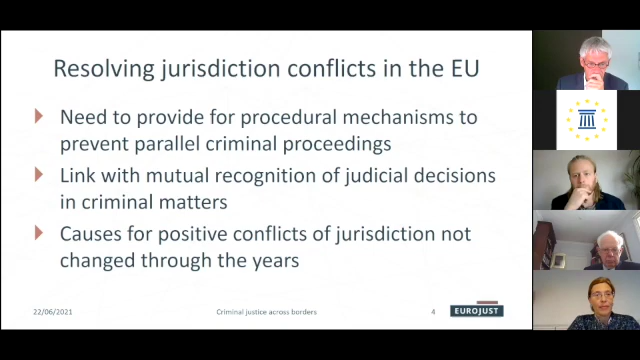 Resolving jurisdiction conflicts in the EU
Need to provide for procedural mechanisms to
prevent parallel criminal proceedings
Link with mutual recognition of judicial decisions
in criminal matters
Causes for positive conflicts of jurisdiction not
changed through the years
22/06/2021
Criminal justice across borders
4
EUROJUST